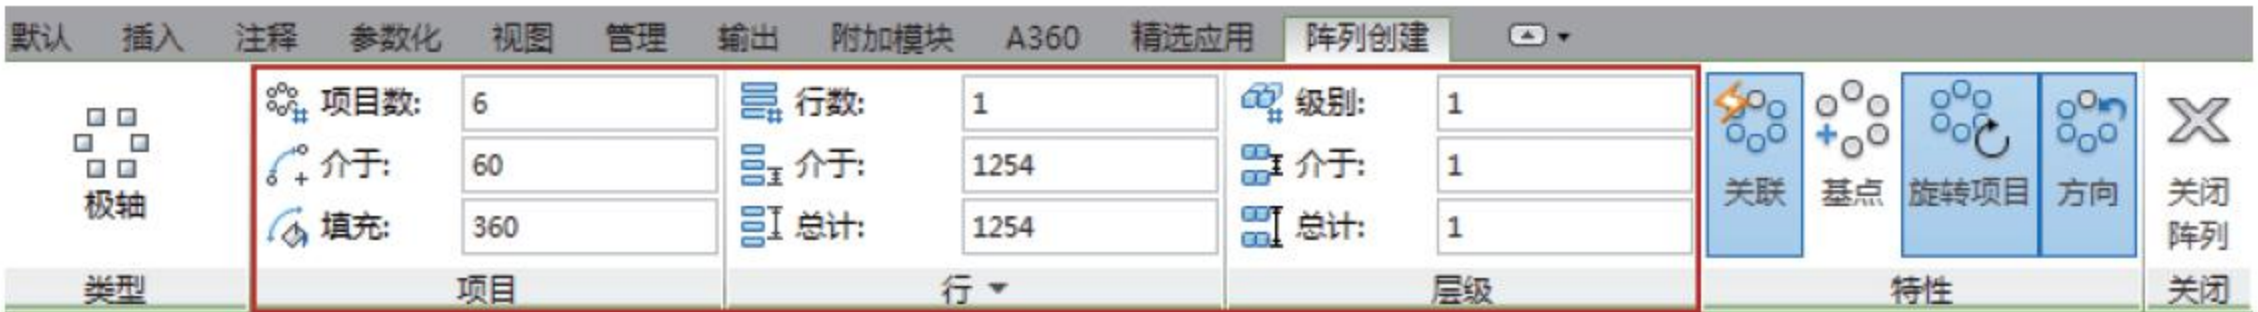 默认 插入 注释 参数化 视图 管理 输出 附加模块 A360 精选应用 阵列创建
极轴
类型
项目数: 6
介于: 60
填充: 360
项目
行数: 1
介于: 1254
总计: 1254
行
级别: 1
介于: 1
总计: 1
层级
关联 基点 旋转项目 方向
特性
关闭
阵列
关闭